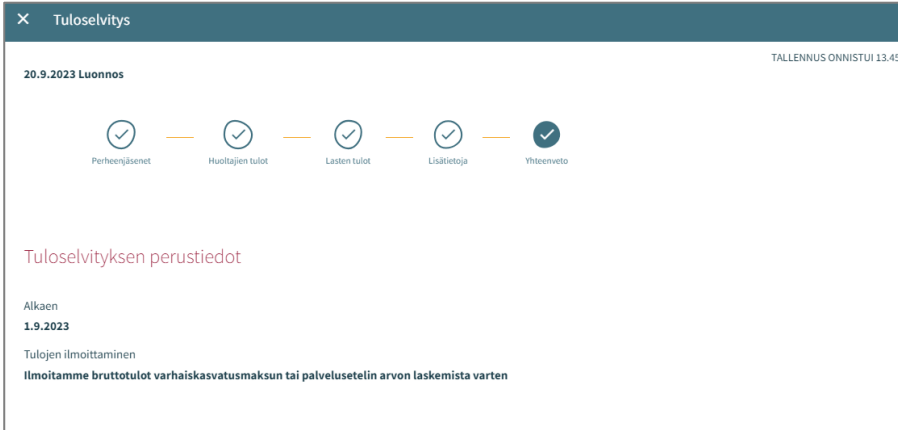 Tuloselvitys
TALLENNUS ONNISTUI 13.45
20.9.2023 Luonnos
Perheenjäsenet
Huoltajien tulot
Lasten tulot
Lisätietoja
Yhteenveto
Tuloselvityksen perustiedot
Alkaen
1.9.2023
Tulojen ilmoittaminen
Ilmoitamme bruttotulot varhaiskasvatusmaksun tai palvelusetelin arvon laskemista varten